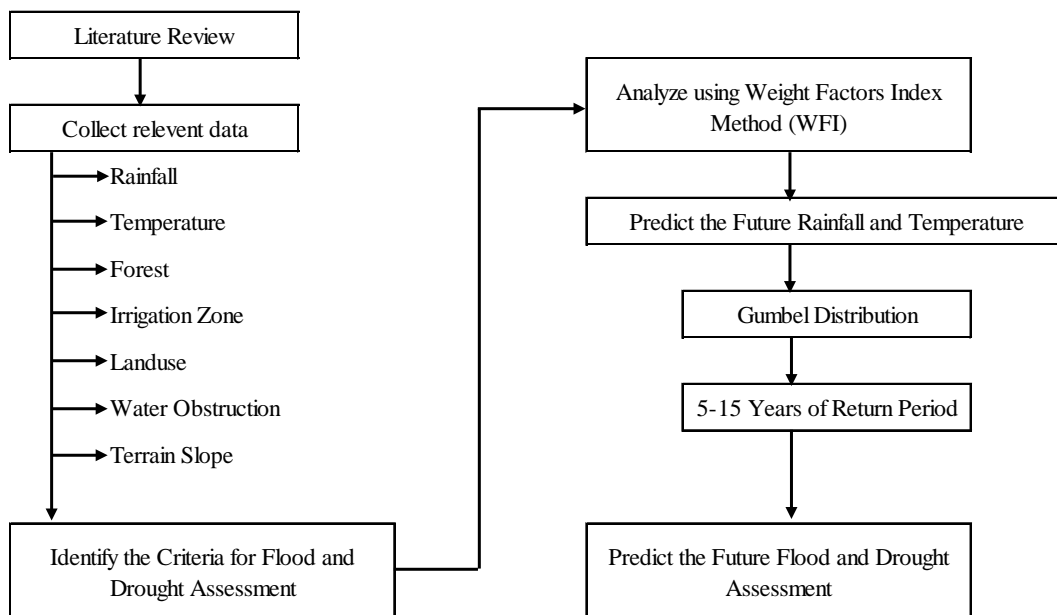 Literature Review
Collect relevent data
Rainfall
Temperature
Forest
Irrigation Zone
Landuse
Water Obstruction
Terrain Slope
Identify the Criteria for Flood and
Drought Assessment
Analyze using Weight Factors Index
Method (WFI)
Predict the Future Rainfall and Temperature
Gumbel Distribution
5-15 Years of Return Period
Predict the Future Flood and Drought
Assessment